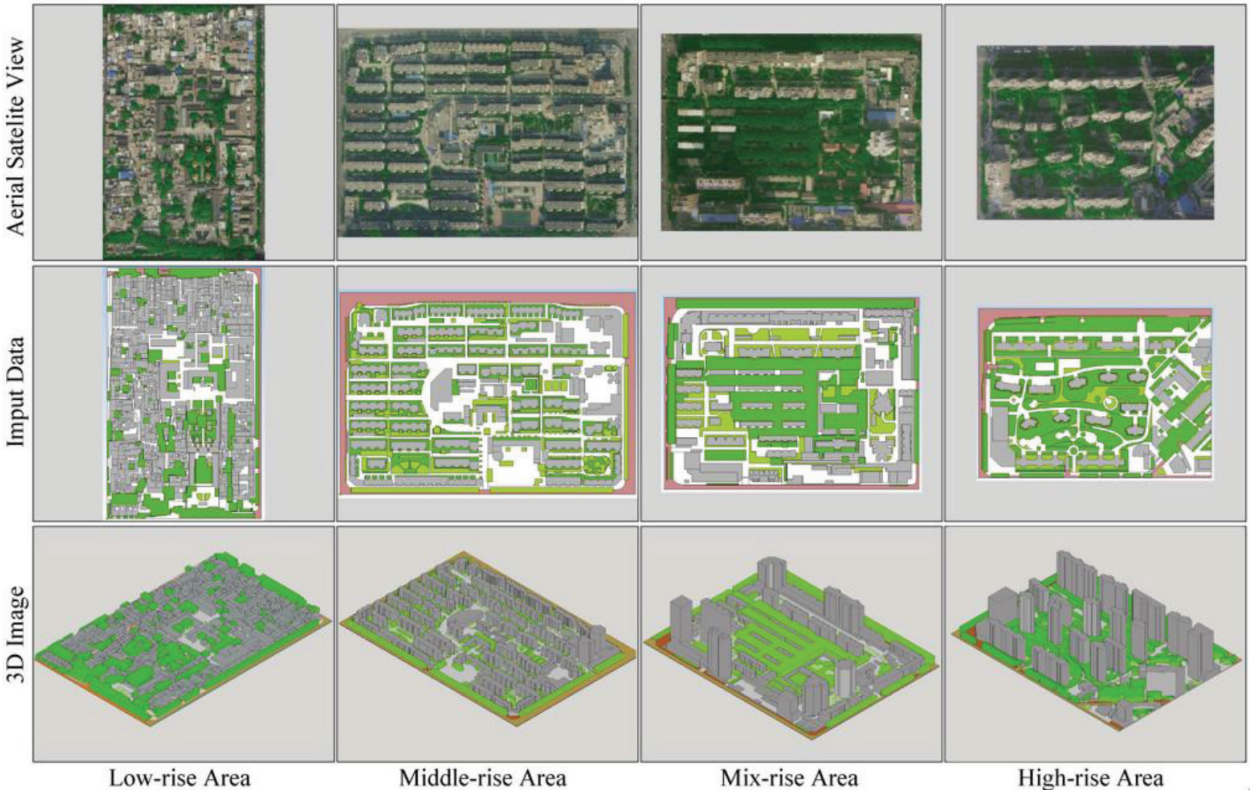 Aerial Satelite View
Imput Data
3D Image
Low-rise Area
Middle-rise Area
Mix-rise Area
High-rise Area